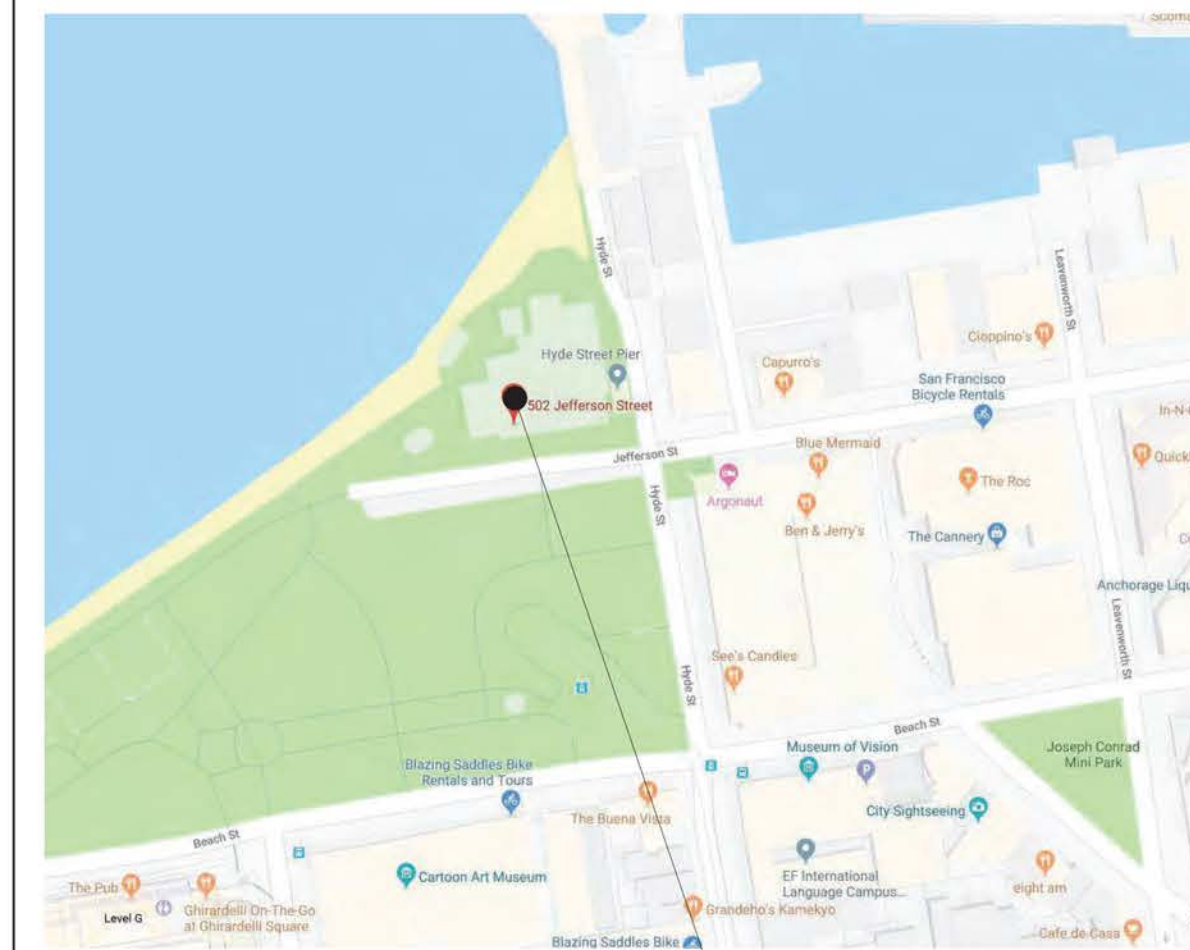 Hyde St
Leavenworth St
Cioppino's
Hyde Street Pier
Capurro's
San Francisco
Bicycle Rentals
502 Jefferson Street
In-N-
Blue Mermaid
Jefferson St
Quick
The Roc
Hyde St
Argonaut
Ben & Jerry's
The Cannery
Anchorage Liqu
Leavenworth St
See's Candies
Hyde St
Beach St
Museum of Vision
P
Joseph Conrad
Mini Park
Blazing Saddles Bike
Rentals and Tours
City Sightseeing
The Buena Vista
Beach St
Cartoon Art Museum
EF International
Language Campus...
The Pub
Level G
Ghirardelli On-The-Go
at Ghirardelli Square
eight am
Grandeho's Kamekyo
Cafe de Casa
Blazing Saddles Bike